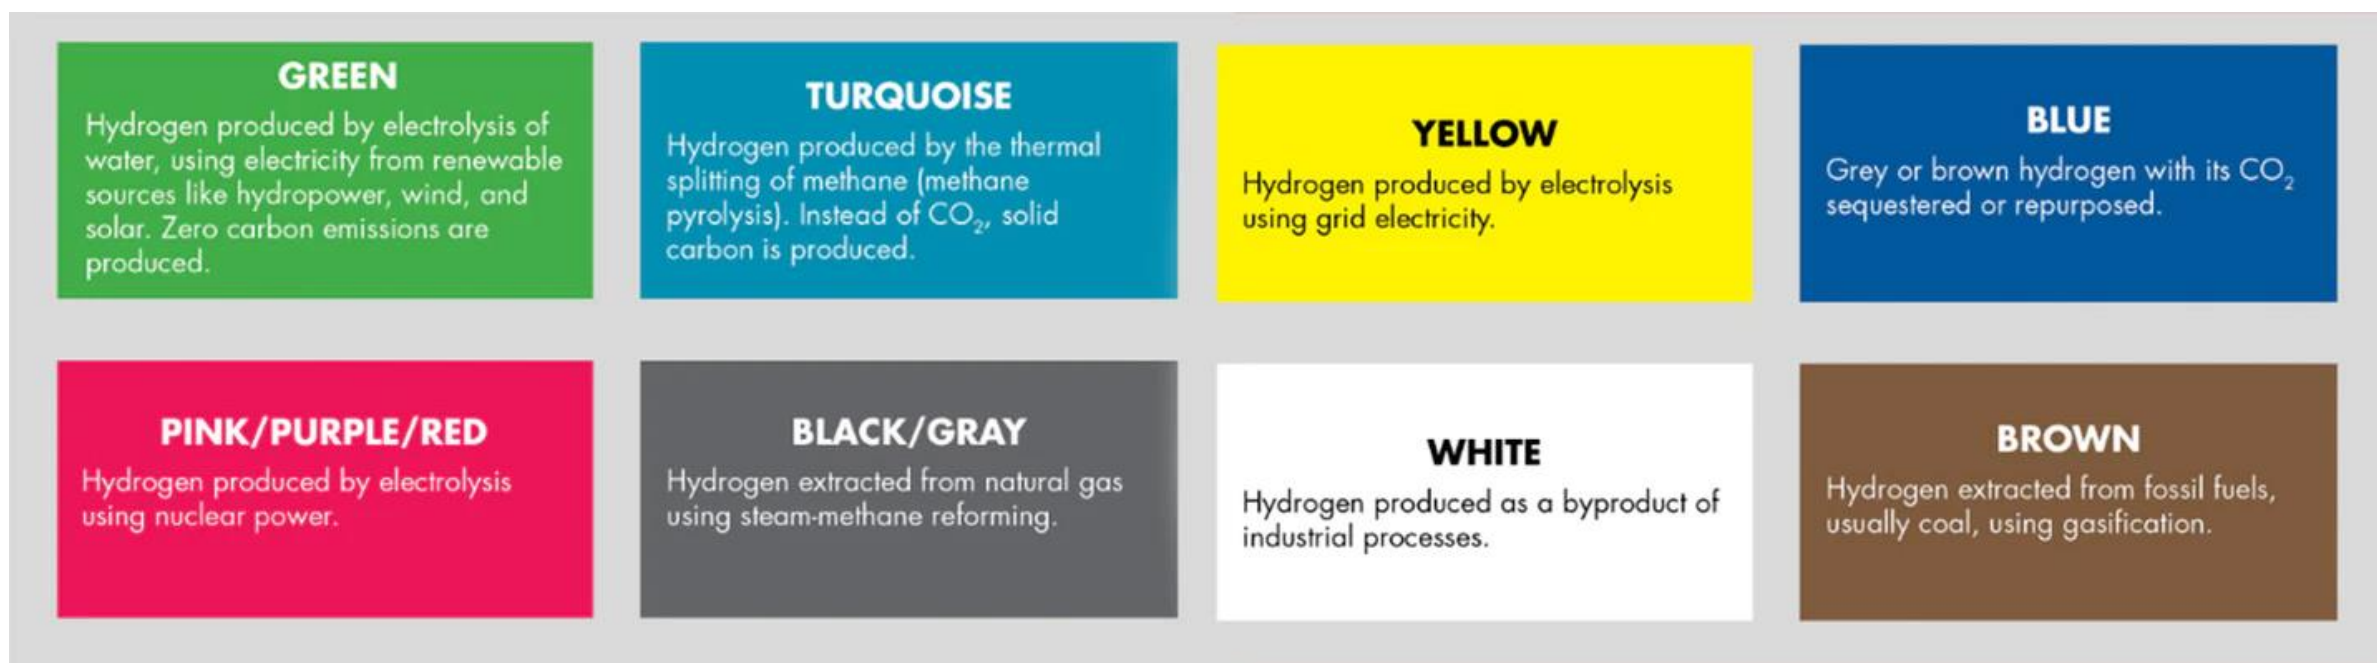 GREEN
Hydrogen produced by electrolysis of
water, using electricity from renewable
sources like hydropower, wind, and
solar. Zero carbon emissions are
produced.
TURQUOISE
Hydrogen produced by the thermal
splitting of methane (methane
pyrolysis). Instead of CO₂, solid
carbon is produced.
YELLOW
Hydrogen produced by electrolysis
using grid electricity.
BLUE
Grey or brown hydrogen with its CO₂
sequestered or repurposed.
PINK/PURPLE/RED
Hydrogen produced by electrolysis
using nuclear power.
BLACK/GRAY
Hydrogen extracted from natural gas
using steam-methane reforming.
WHITE
Hydrogen produced as a byproduct of
industrial processes.
BROWN
Hydrogen extracted from fossil fuels,
usually coal, using gasification.